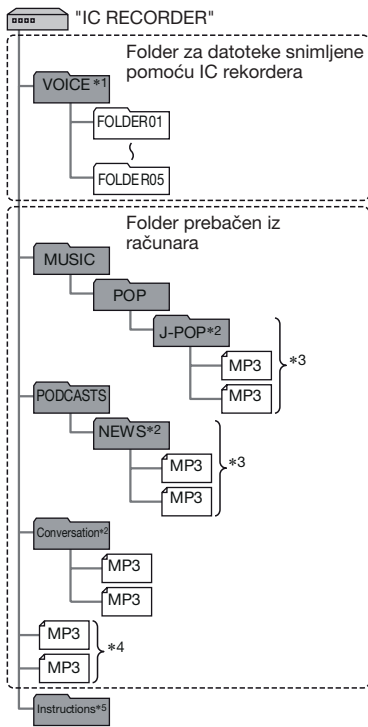 "IC RECORDER"
Folder za datoteke snimljene
pomoću IC rekordera
VOICE *1
FOLDER01
FOLDER05
Folder prebačen iz
računara
MUSIC
POP
J-POP*2
MP3
*3
MP3
PODCASTS
NEWS*2
MP3
*3
MP3
Conversation*2
MP3
MP3
MP3
*4
MP3
Instructions*5